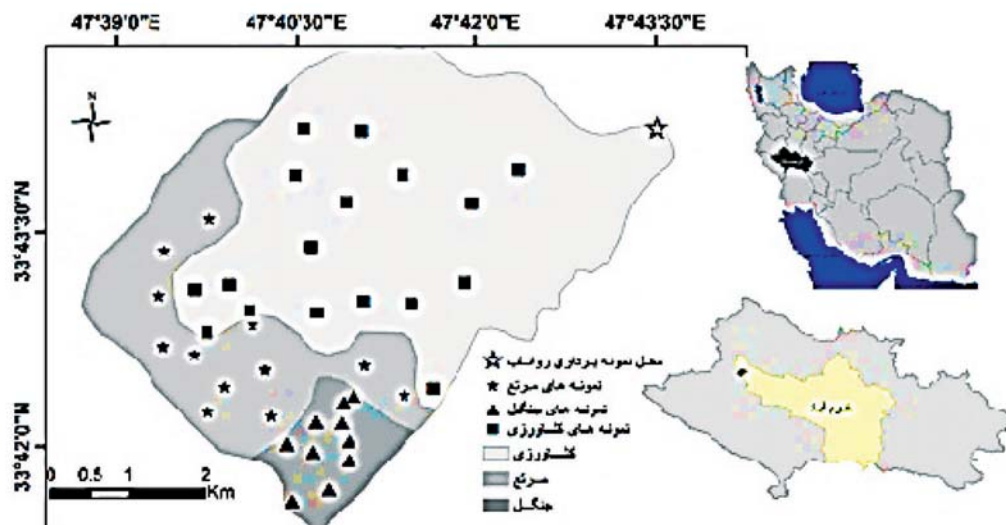 47°39'0"E 47°40'30"E 47°42'0"E 47°43'30"E
N
33°43'30"N
33°42'0"N
محل نمونه برداری رواناب
نمونه های مرتع
نمونه های جنگل
نمونه های کشاورزی
کشاورزی
مرتع
جنگل
0 0.5 1 2
Km